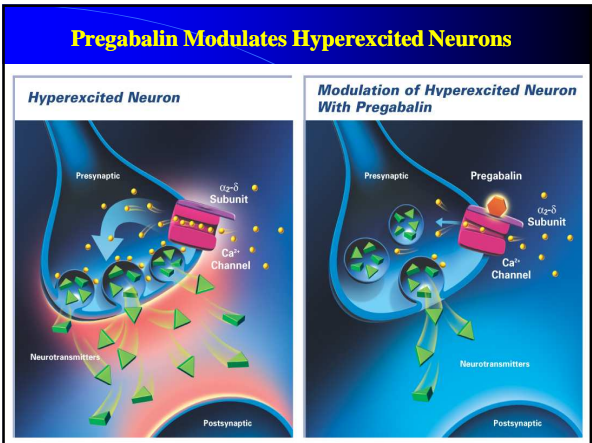 Pregabalin Modulates Hyperexcited Neurons
Hyperexcited Neuron
Presynaptic
α₂-δ
Subunit
Ca²⁺
Channel
Neurotransmitters
Postsynaptic
Modulation of Hyperexcited Neuron
With Pregabalin
Presynaptic
Pregabalin
α₂-δ
Subunit
Ca²⁺
Channel
Neurotransmitters
Postsynaptic